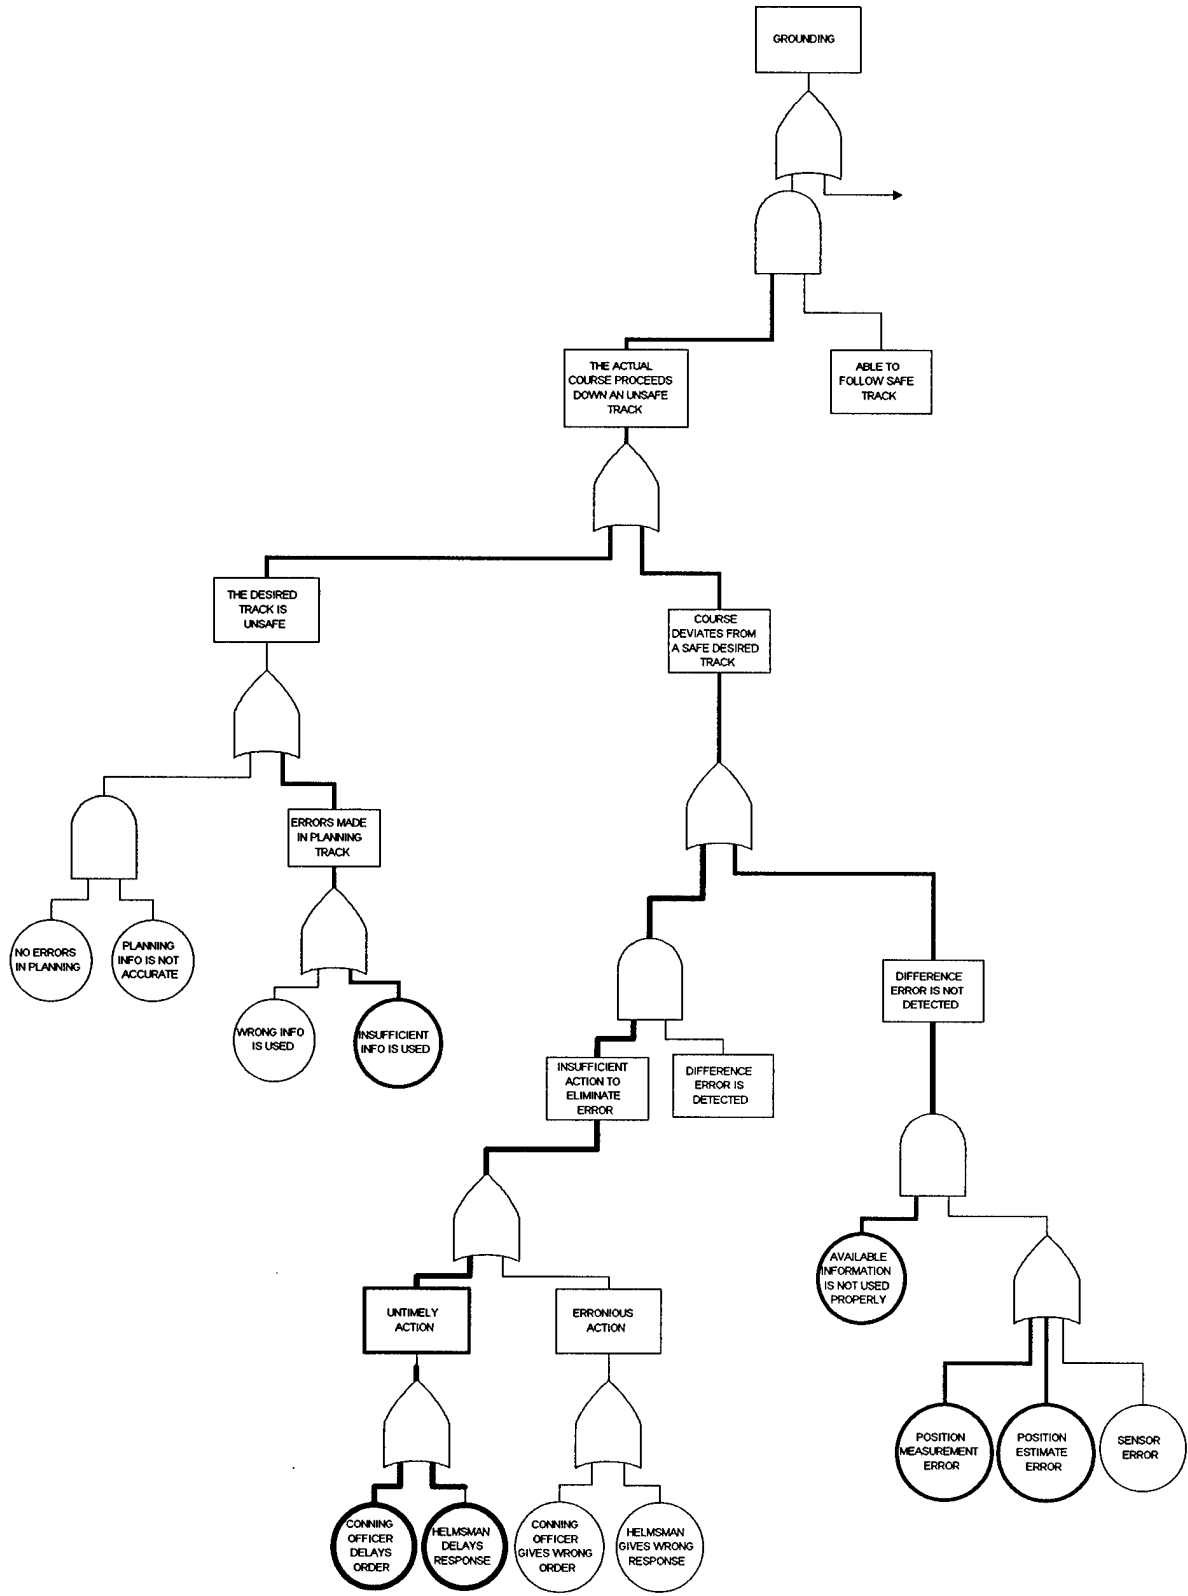 GROUNDING
THE ACTUAL
COURSE PROCEEDS
DOWN AN UNSAFE
TRACK
ABLE TO
FOLLOW SAFE
TRACK
THE DESIRED
TRACK IS
UNSAFE
COURSE
DEVIATES FROM
A SAFE DESIRED
TRACK
ERRORS MADE
IN PLANNING
TRACK
NO ERRORS
IN PLANNING
PLANNING
INFO IS NOT
ACCURATE
WRONG INFO
IS USED
INSUFFICIENT
INFO IS USED
DIFFERENCE
ERROR IS NOT
DETECTED
INSUFFICIENT
ACTION TO
ELIMINATE
ERROR
DIFFERENCE
ERROR IS
DETECTED
AVAILABLE
INFORMATION
IS NOT USED
PROPERLY
UNTIMELY
ACTION
ERRONIOUS
ACTION
POSITION
MEASUREMENT
ERROR
POSITION
ESTIMATE
ERROR
SENSOR
ERROR
CONNING
OFFICER
DELAYS
ORDER
HELMSMAN
DELAYS
RESPONSE
CONNING
OFFICER
GIVES WRONG
ORDER
HELMSMAN
GIVES WRONG
RESPONSE